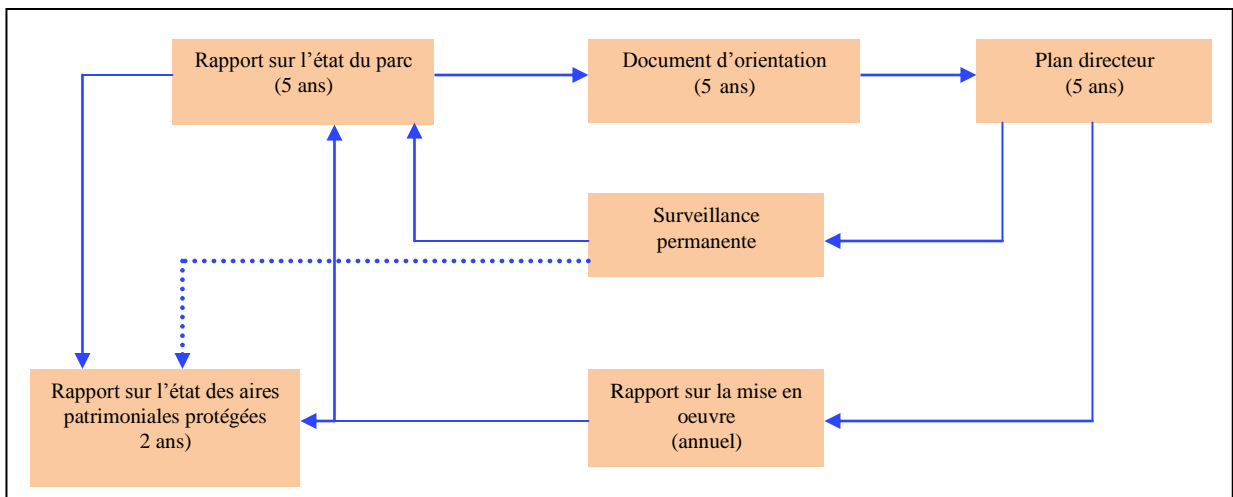 Rapport sur l’état du parc
(5 ans)
Document d’orientation
(5 ans)
Plan directeur
(5 ans)
Surveillance
permanente
Rapport sur l’état des aires
patrimoniales protégées
2 ans)
Rapport sur la mise en
oeuvre
(annuel)